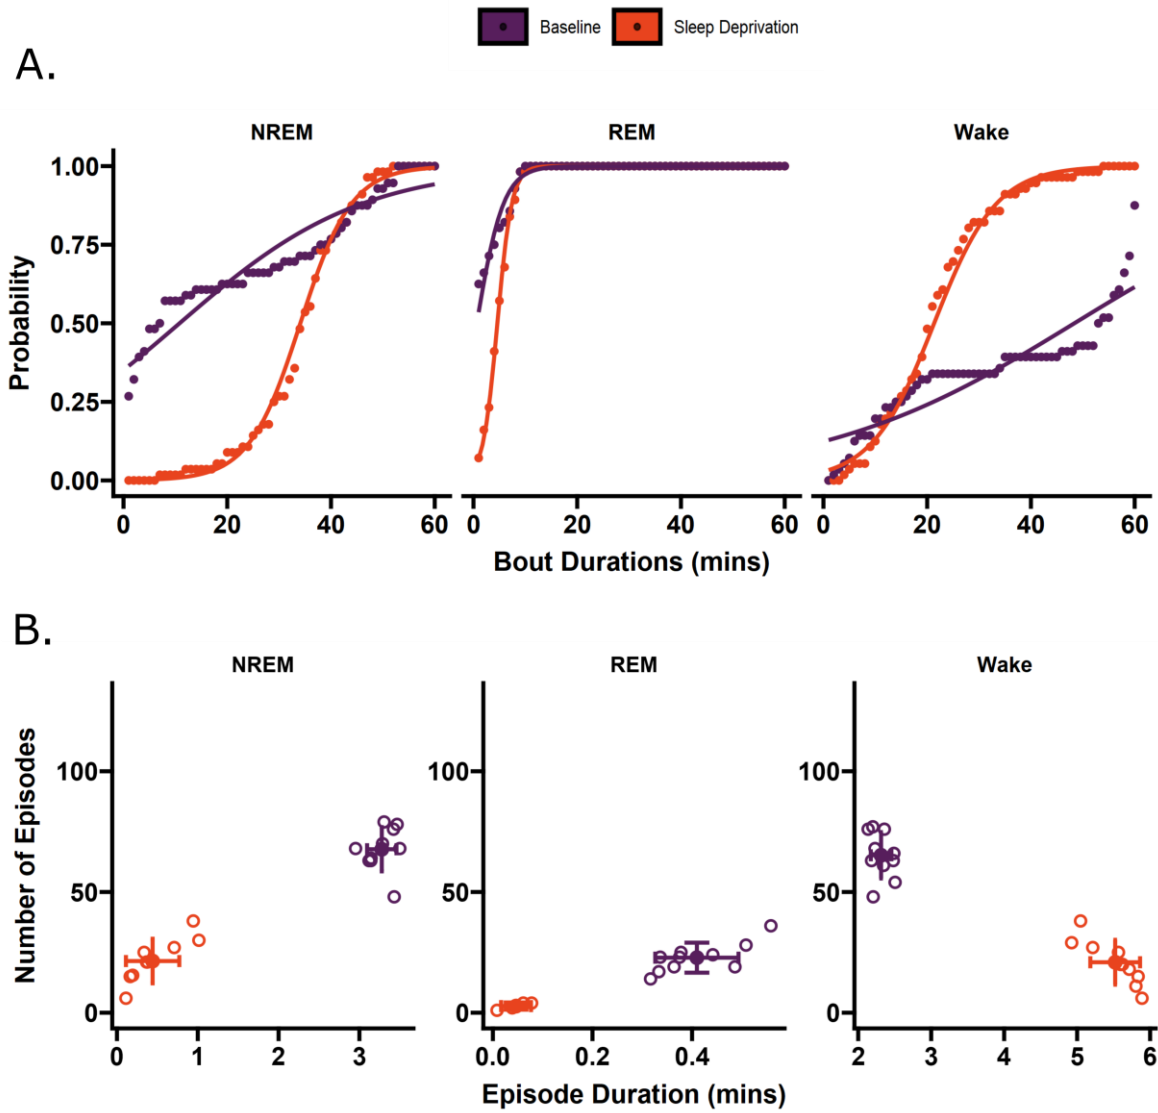 Baseline Sleep Deprivation
A.
NREM REM Wake
Probability
1.00
0.75
0.50
0.25
0.00
0 20 40 60 0 20 40 60 0 20 40 60
Bout Durations (mins)
B.
NREM REM Wake
Number of Episodes
100 100 100
50 50 50
0 0 0
0 1 2 3 0.0 0.2 0.4 2 3 4 5 6
Episode Duration (mins)